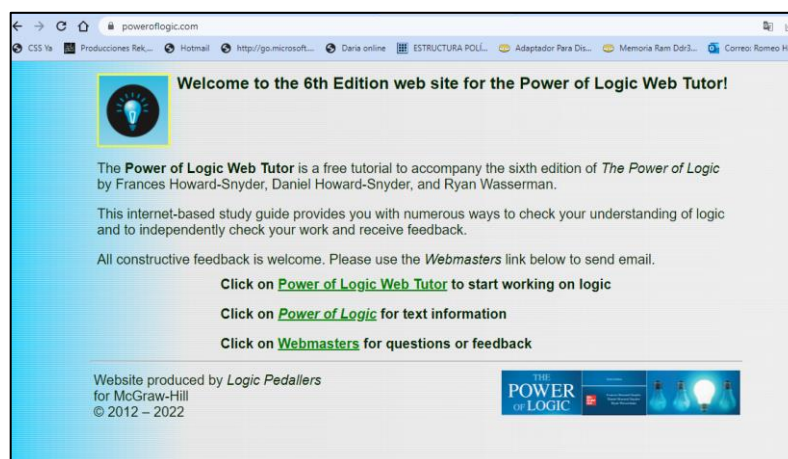 poweroflogic.com
CSS Ya Producciones Rek... Hotmail http://go.microsoft.... Daria online ESTRUCTURA POLÍ... Adaptador Para Dis... Memoria Ram Ddr3... Correo: Romeo H
Welcome to the 6th Edition web site for the Power of Logic Web Tutor!
The Power of Logic Web Tutor is a free tutorial to accompany the sixth edition of The Power of Logic
by Frances Howard-Snyder, Daniel Howard-Snyder, and Ryan Wasserman.
This internet-based study guide provides you with numerous ways to check your understanding of logic
and to independently check your work and receive feedback.
All constructive feedback is welcome. Please use the Webmasters link below to send email.
Click on Power of Logic Web Tutor to start working on logic
Click on Power of Logic for text information
Click on Webmasters for questions or feedback
Website produced by Logic Pedallers
for McGraw-Hill
© 2012 – 2022
THE
POWER
OF LOGIC